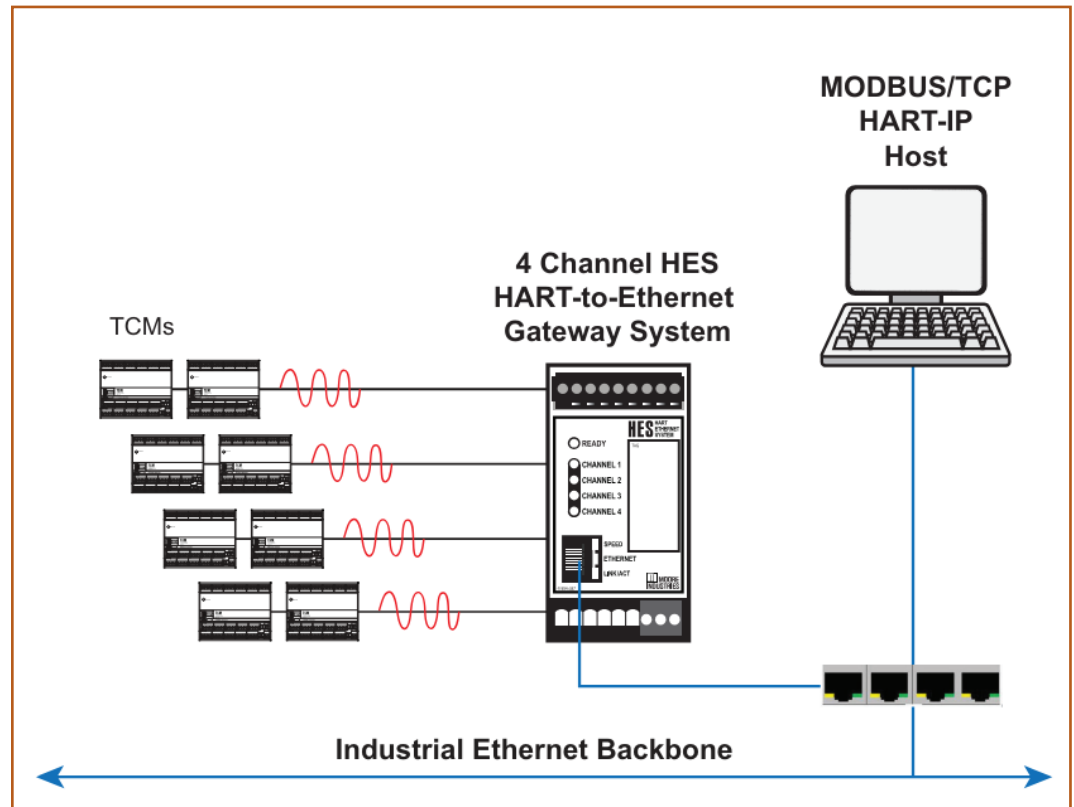 MODBUS/TCP
HART-IP
Host
4 Channel HES
HART-to-Ethernet
Gateway System
TCMs
HES HART
ETHERNET
SYSTEM
READY
CHANNEL 1
CHANNEL 2
CHANNEL 3
CHANNEL 4
SPEED
ETHERNET
LINK/ACT
MOORE
INDUSTRIES
Industrial Ethernet Backbone